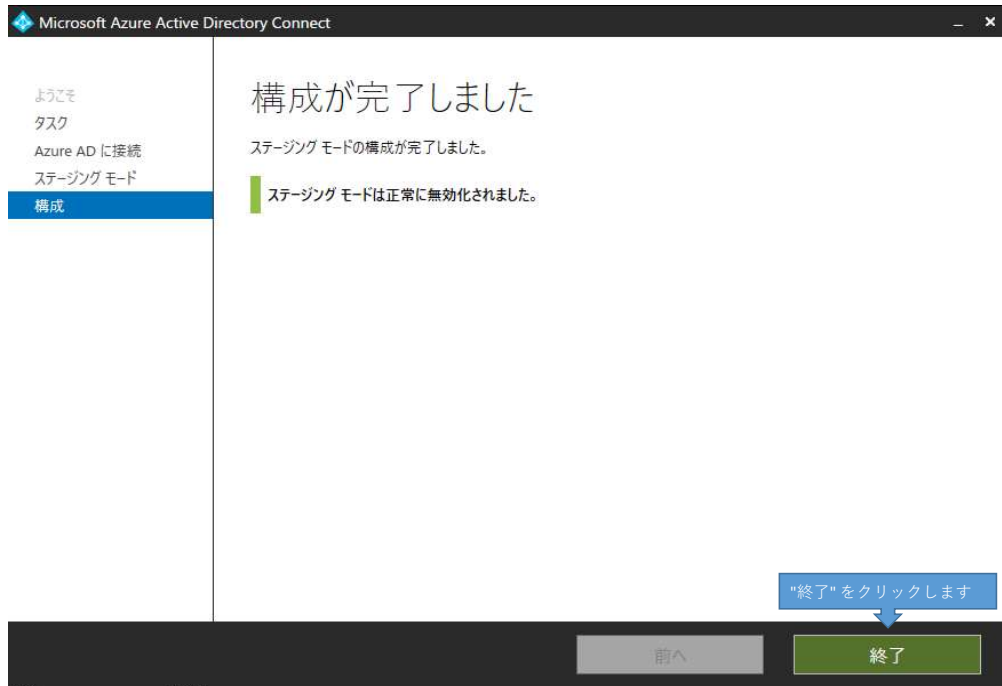 Microsoft Azure Active Directory Connect
ようこそ
タスク
Azure AD に接続
ステージング モード
構成
構成が完了しました
ステージング モードの構成が完了しました。
ステージング モードは正常に無効化されました。
"終了" をクリックします
前へ
終了